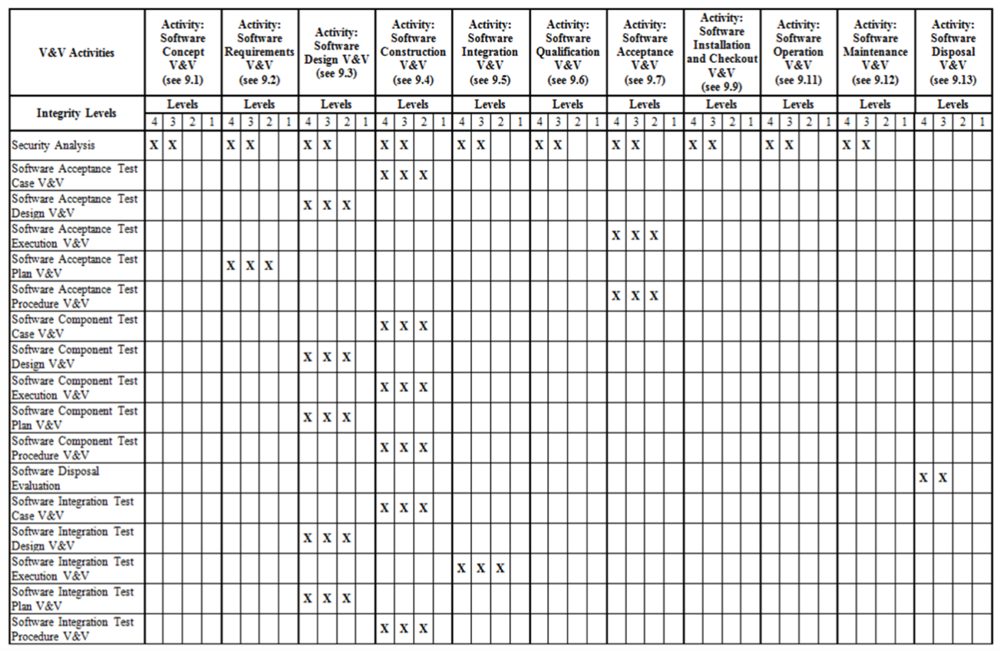 V&V Activities
Activity:
Software
Concept
V&V
(see 9.1)
Activity:
Software
Requirements
V&V
(see 9.2)
Activity:
Software
Design V&V
(see 9.3)
Activity:
Software
Construction
V&V
(see 9.4)
Activity:
Software
Integration
V&V
(see 9.5)
Activity:
Software
Qualification
V&V
(see 9.6)
Activity:
Software
Acceptance
V&V
(see 9.7)
Activity:
Software
Installation
and Checkout
V&V
(see 9.9)
Activity:
Software
Operation
V&V
(see 9.11)
Activity:
Software
Maintenance
V&V
(see 9.12)
Activity:
Software
Disposal
V&V
(see 9.13)
Integrity Levels
Levels Levels Levels Levels Levels Levels Levels Levels Levels Levels Levels
4 3 2 1 4 3 2 1 4 3 2 1 4 3 2 1 4 3 2 1 4 3 2 1 4 3 2 1 4 3 2 1 4 3 2 1 4 3 2 1 4 3 2 1
Security Analysis X X X X X X X X X X X X X X X X X X X X
Software Acceptance Test
Case V&V X X X
Software Acceptance Test
Design V&V X X X
Software Acceptance Test
Execution V&V X X X
Software Acceptance Test
Plan V&V X X X
Software Acceptance Test
Procedure V&V X X X
Software Component Test
Case V&V X X X
Software Component Test
Design V&V X X X
Software Component Test
Execution V&V X X X
Software Component Test
Plan V&V X X X
Software Component Test
Procedure V&V X X X
Software Disposal
Evaluation X X
Software Integration Test
Case V&V X X X
Software Integration Test
Design V&V X X X
Software Integration Test
Execution V&V X X X
Software Integration Test
Plan V&V X X X
Software Integration Test
Procedure V&V X X X